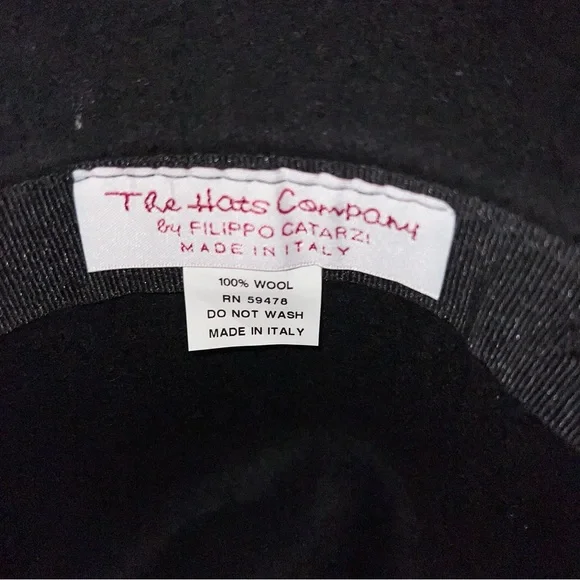 The Hats Company
by FILIPPO CATARZI
MADE IN ITALY
100% WOOL
RN 59478
DO NOT WASH
MADE IN ITALY